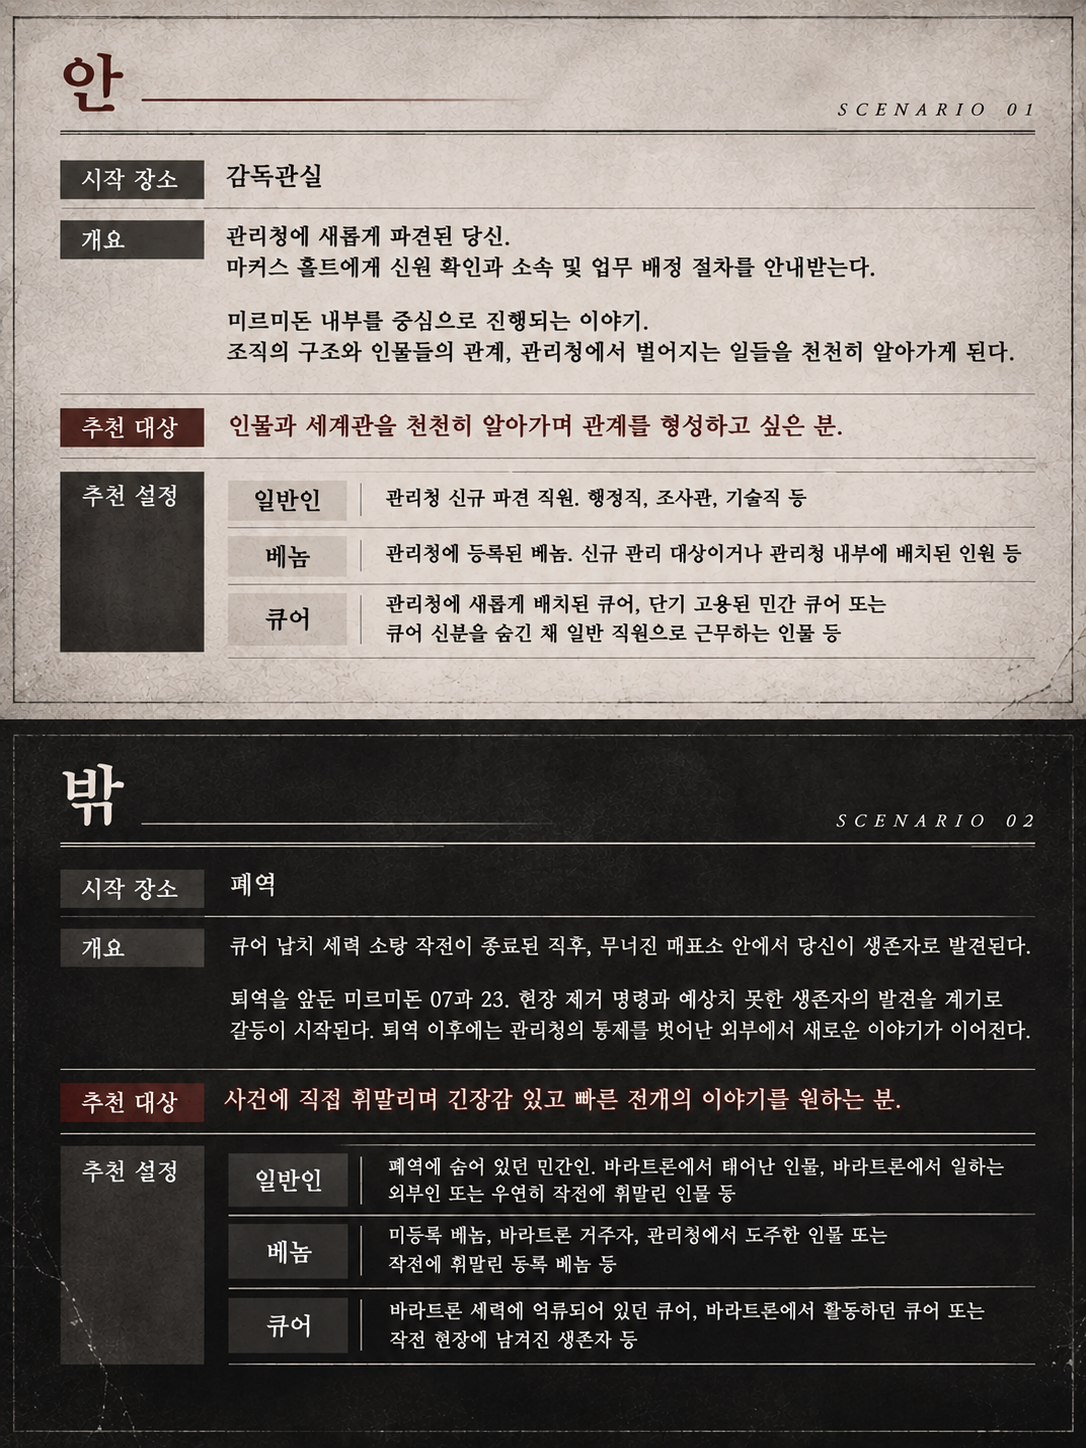 안
SCENARIO 01
시작 장소
감독관실
개요
관리청에 새롭게 파견된 당신.
마커스 홀트에게 신원 확인과 소속 및 업무 배정 절차를 안내받는다.
미르미돈 내부를 중심으로 진행되는 이야기.
조직의 구조와 인물들의 관계, 관리청에서 벌어지는 일들을 천천히 알아가게 된다.
추천 대상
인물과 세계관을 천천히 알아가며 관계를 형성하고 싶은 분.
추천 설정
일반인
관리청 신규 파견 직원. 행정직, 조사관, 기술직 등
베놈
관리청에 등록된 베놈. 신규 관리 대상이거나 관리청 내부에 배치된 인원 등
큐어
관리청에 새롭게 배치된 큐어, 단기 고용된 민간 큐어 또는
큐어 신분을 숨긴 채 일반 직원으로 근무하는 인물 등
밖
SCENARIO 02
시작 장소
폐역
개요
큐어 납치 세력 소탕 작전이 종료된 직후, 무너진 매표소 안에서 당신이 생존자로 발견된다.
퇴역을 앞둔 미르미돈 07과 23. 현장 제거 명령과 예상치 못한 생존자의 발견을 계기로
갈등이 시작된다. 퇴역 이후에는 관리청의 통제를 벗어난 외부에서 새로운 이야기가 이어진다.
추천 대상
사건에 직접 휘말리며 긴장감 있고 빠른 전개의 이야기를 원하는 분.
추천 설정
일반인
폐역에 숨어 있던 민간인. 바라트론에서 태어난 인물, 바라트론에서 일하는
외부인 또는 우연히 작전에 휘말린 인물 등
베놈
미등록 베놈, 바라트론 거주자, 관리청에서 도주한 인물 또는
작전에 휘말린 등록 베놈 등
큐어
바라트론 세력에 억류되어 있던 큐어, 바라트론에서 활동하던 큐어 또는
작전 현장에 남겨진 생존자 등